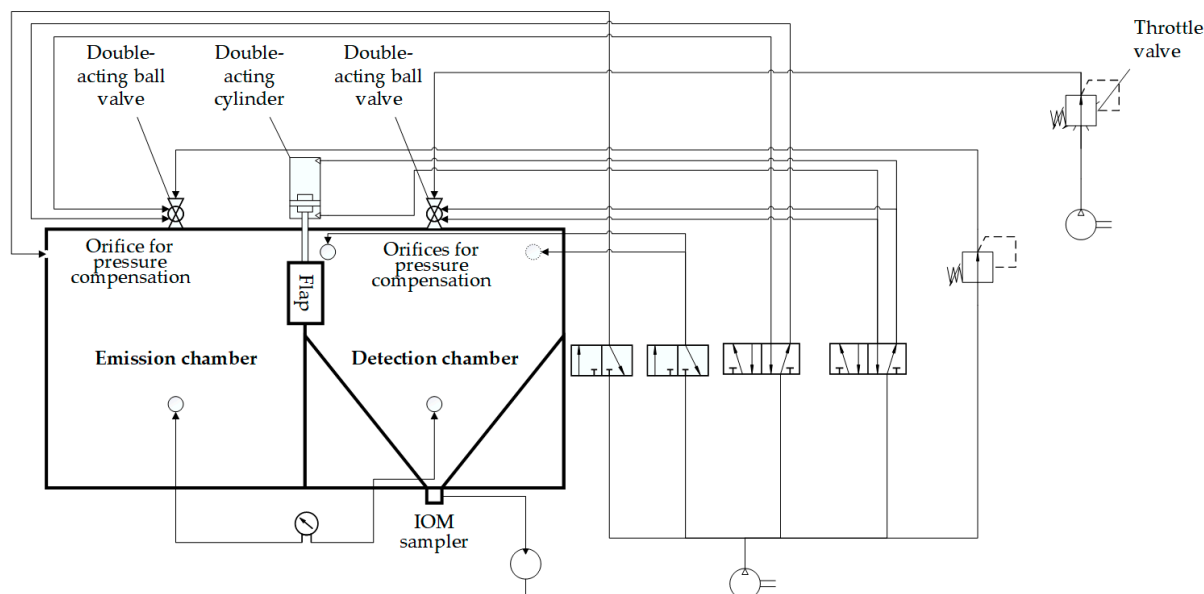 Throttle
valve
Double-
acting ball
valve
Double-
acting
cylinder
Double-
acting ball
valve
Orifice for
pressure
compensation
Flap
Orifices for
pressure
compensation
Emission chamber
Detection chamber
IOM
sampler